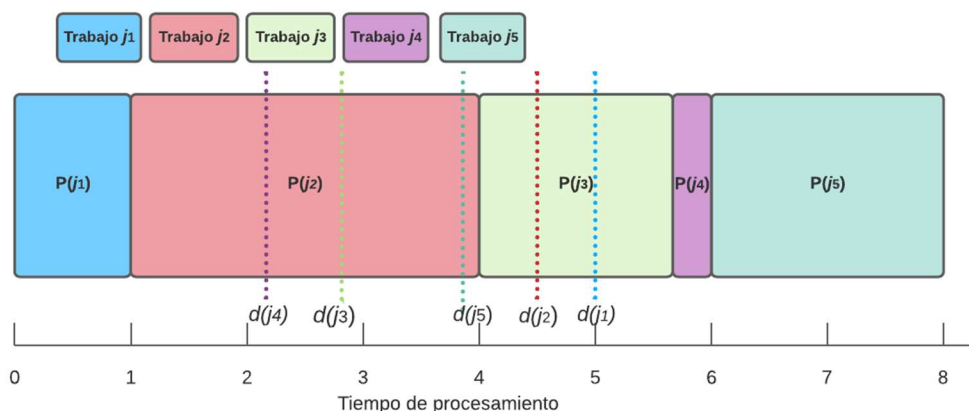 Trabajo j1 Trabajo j2 Trabajo j3 Trabajo j4 Trabajo j5
P(j1) P(j2) P(j3) P(j4) P(j5)
d(j4) d(j3) d(j5) d(j2) d(j1)
0 1 2 3 4 5 6 7 8
Tiempo de procesamiento